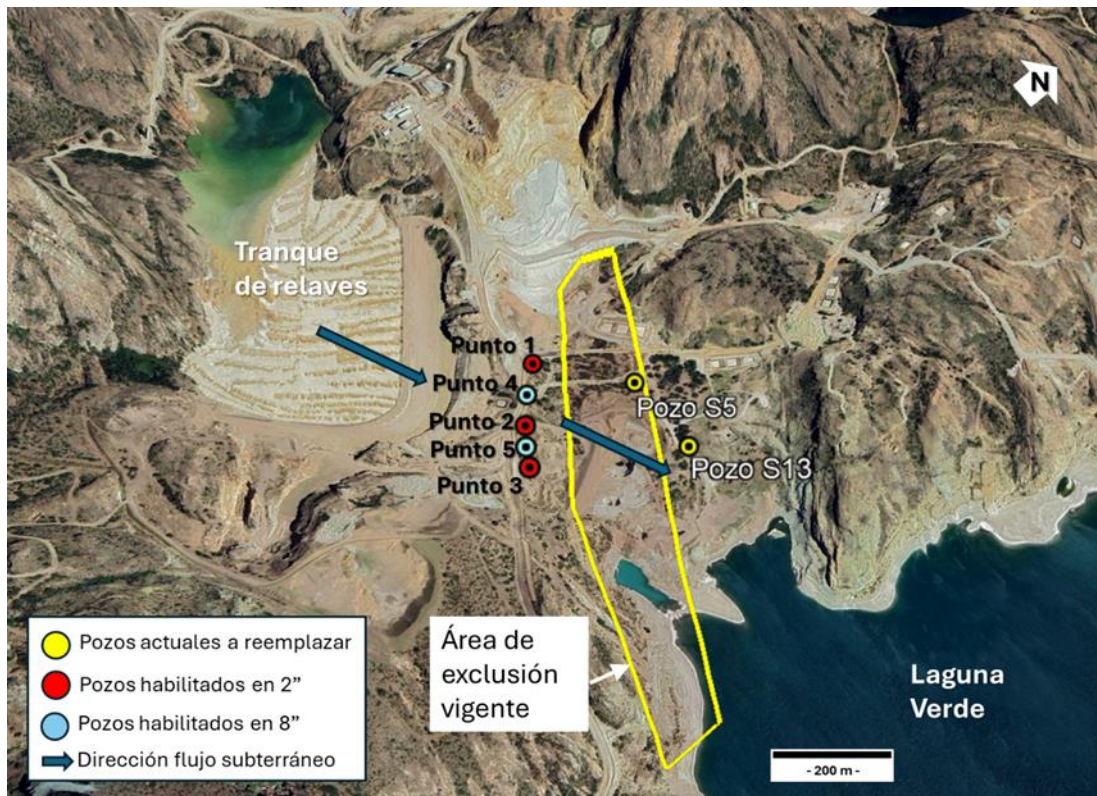 N
Tranque
de relaves
Punto 1
Punto 4
Punto 2
Punto 5
Punto 3
Pozo S5
Pozo S13
Área de
exclusión
vigente
Laguna
Verde
Pozos actuales a reemplazar
Pozos habilitados en 2”
Pozos habilitados en 8”
Dirección flujo subterráneo
- 200 m -